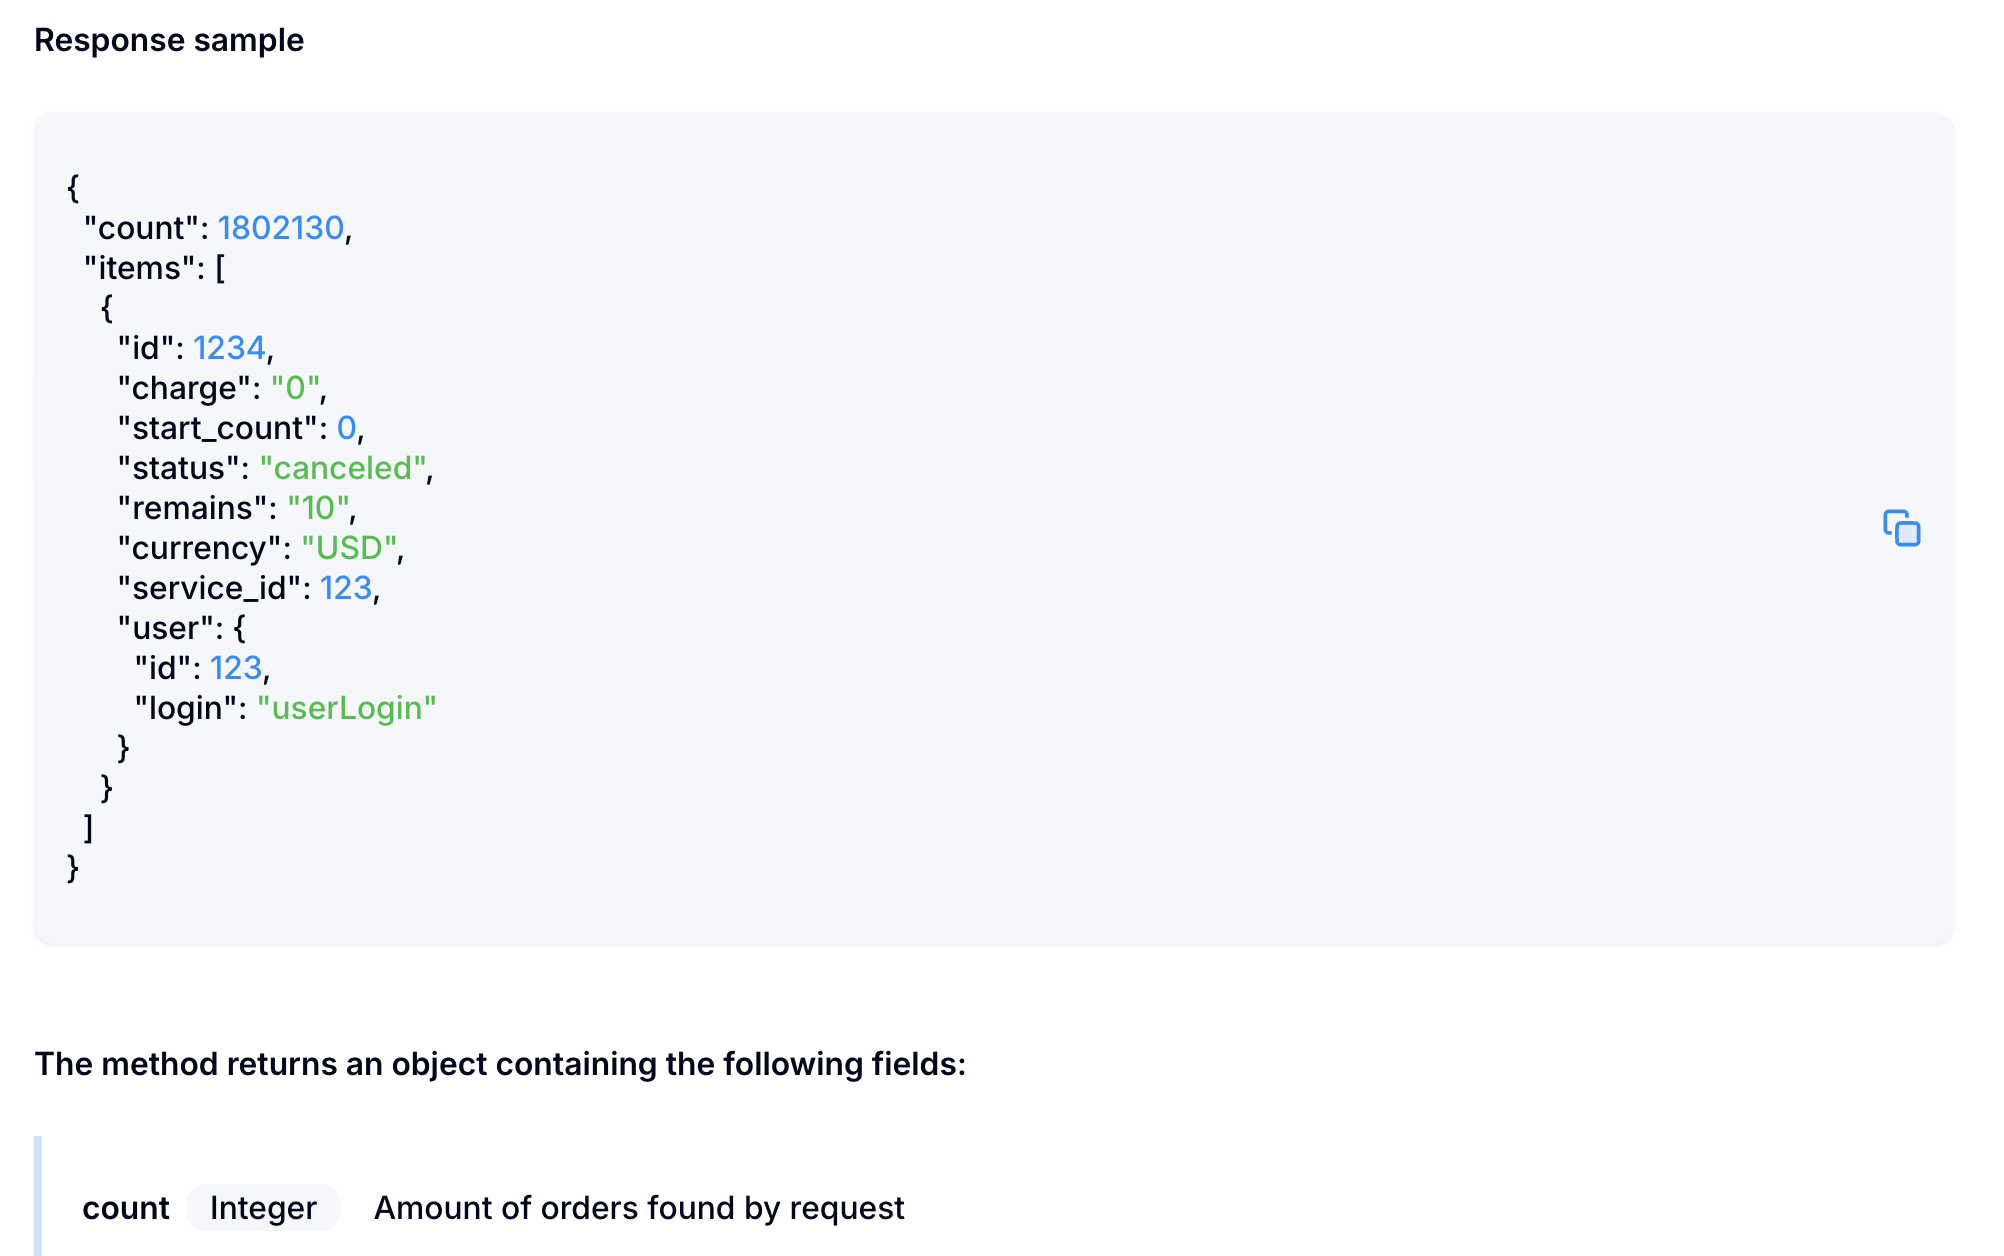 Response sample
{
"count": 1802130,
"items": [
{
"id": 1234,
"charge": "0",
"start_count": 0,
"status": "canceled",
"remains": "10",
"currency": "USD",
"service_id": 123,
"user": {
"id": 123,
"login": "userLogin"
}
}
]
}
The method returns an object containing the following fields:
count Integer Amount of orders found by request